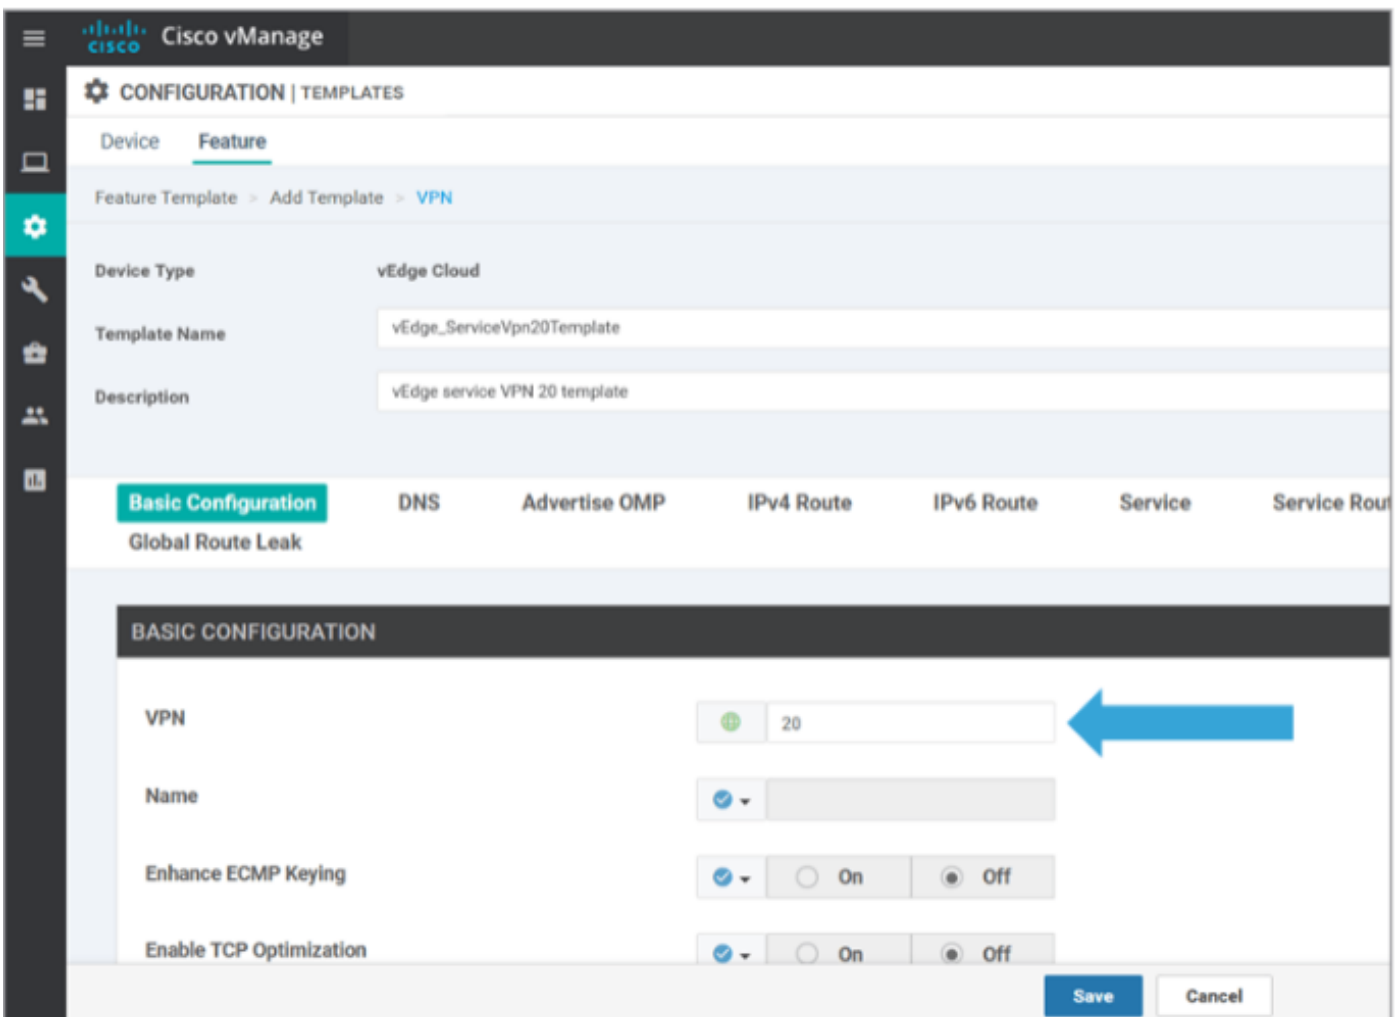 CISCO Cisco vManage
CONFIGURATION | TEMPLATES
Device Feature
Feature Template > Add Template > VPN
Device Type vEdge Cloud
Template Name vEdge_ServiceVpn20Template
Description vEdge service VPN 20 template
Basic Configuration DNS Advertise OMP IPv4 Route IPv6 Route Service Service Rout
Global Route Leak
BASIC CONFIGURATION
VPN 20
Name
Enhance ECMP Keying On Off
Enable TCP Optimization On Off
Save Cancel